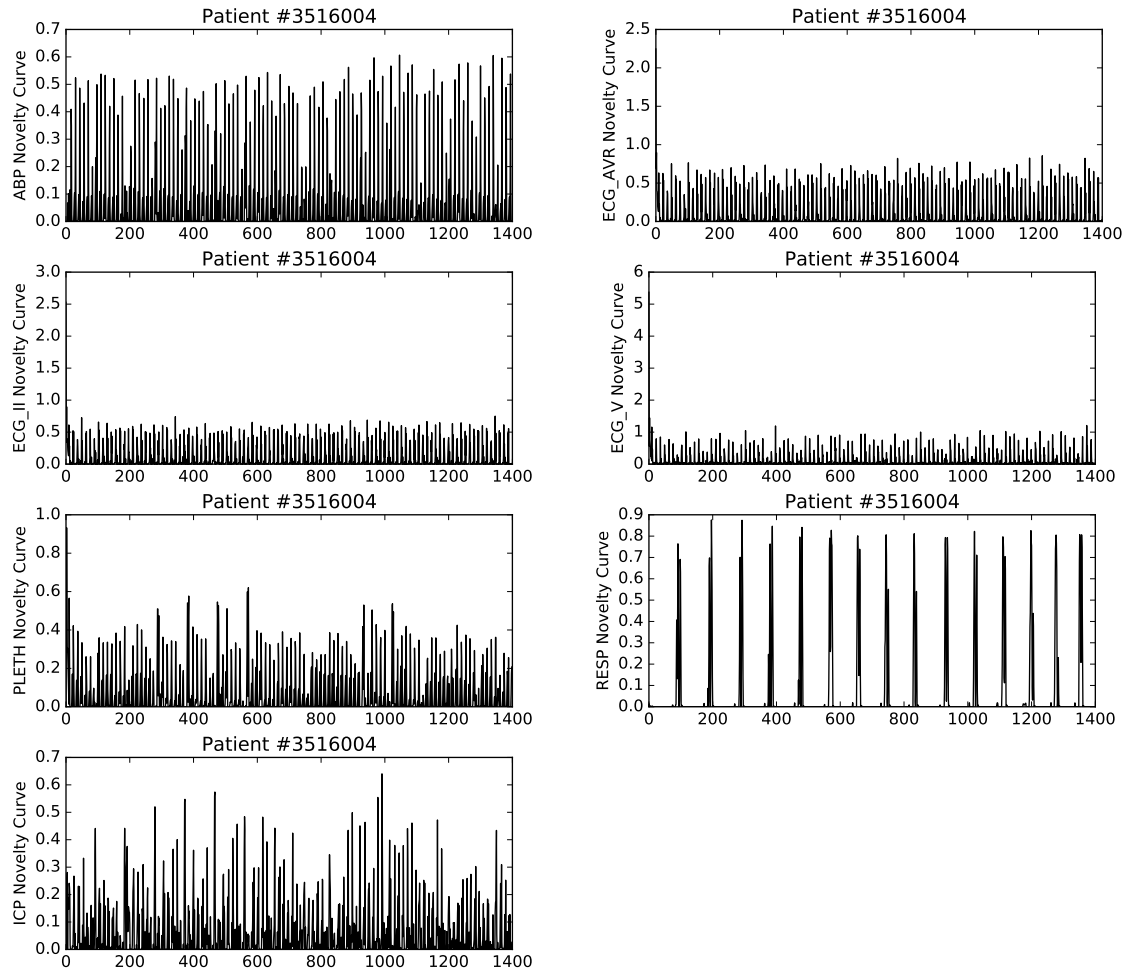 Patient #3516004
ABP Novelty Curve
0.7
0.6
0.5
0.4
0.3
0.2
0.1
0.0
0 200 400 600 800 1000 1200 1400
Patient #3516004
ECG_AVR Novelty Curve
2.5
2.0
1.5
1.0
0.5
0.0
0 200 400 600 800 1000 1200 1400
Patient #3516004
ECG_II Novelty Curve
3.0
2.5
2.0
1.5
1.0
0.5
0.0
0 200 400 600 800 1000 1200 1400
Patient #3516004
ECG_V Novelty Curve
6
5
4
3
2
1
0
0 200 400 600 800 1000 1200 1400
Patient #3516004
PLETH Novelty Curve
1.0
0.8
0.6
0.4
0.2
0.0
0 200 400 600 800 1000 1200 1400
Patient #3516004
RESP Novelty Curve
0.9
0.8
0.7
0.6
0.5
0.4
0.3
0.2
0.1
0.0
0 200 400 600 800 1000 1200 1400
Patient #3516004
ICP Novelty Curve
0.7
0.6
0.5
0.4
0.3
0.2
0.1
0.0
0 200 400 600 800 1000 1200 1400